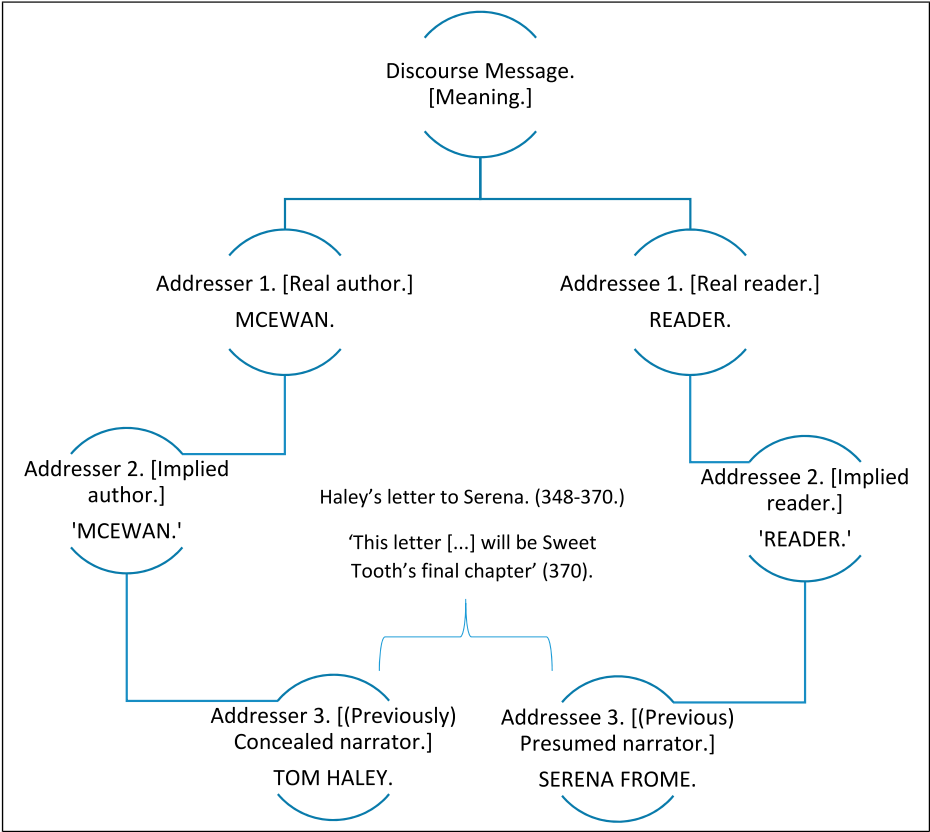 Discourse Message.
[Meaning.]
Addresser 1. [Real author.]
MCEWAN.
Addressee 1. [Real reader.]
READER.
Addresser 2. [Implied
author.]
'MCEWAN.'
Addressee 2. [Implied
reader.]
'READER.'
Haley’s letter to Serena. (348-370.)
‘This letter [...] will be Sweet
Tooth’s final chapter’ (370).
Addresser 3. [(Previously)
Concealed narrator.]
TOM HALEY.
Addressee 3. [(Previous)
Presumed narrator.]
SERENA FROME.